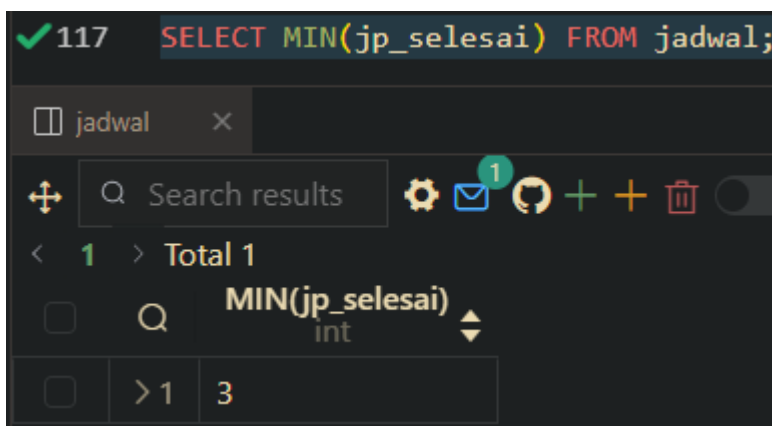 117 SELECT MIN(jp_selesai) FROM jadwal;
jadwal
Search results 1
1 Total 1
MIN(jp_selesai)
int
1 3